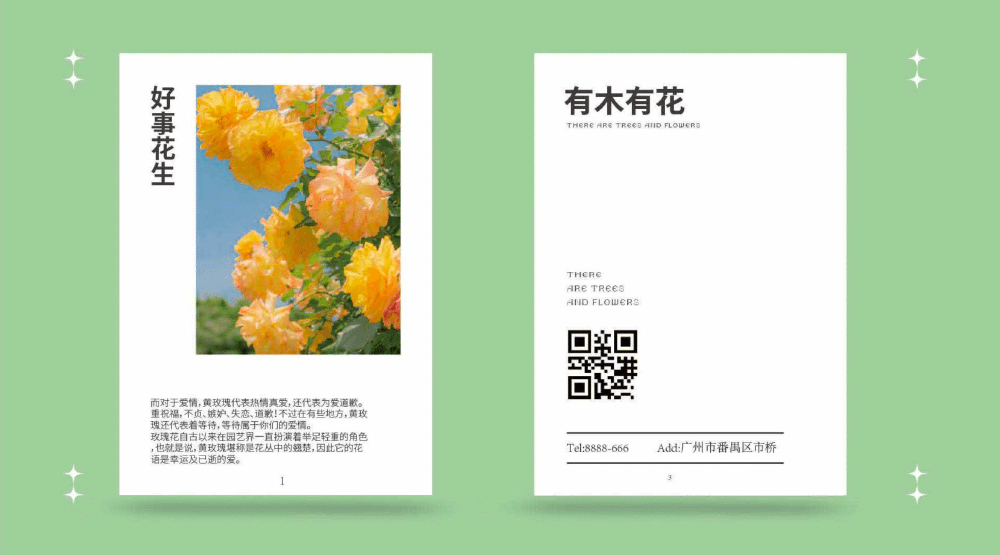 好事花生
而对于爱情,黄玫瑰代表热情真爱,还代表为爱道歉。
重祝福,不贞、嫉妒、失恋、道歉!不过在有些地方,黄玫
瑰还代表着等待,等待属于你们的爱情。
玫瑰花自古以来在园艺界一直扮演着举足轻重的角色
,也就是说,黄玫瑰堪称是花丛中的翘楚,因此它的花
语是幸运及已逝的爱。
1
有木有花
THERE ARE TREES AND FLOWERS
THERE
ARE TREES
AND FLOWERS
Tel:8888-666 Add:广州市番禺区市桥
3